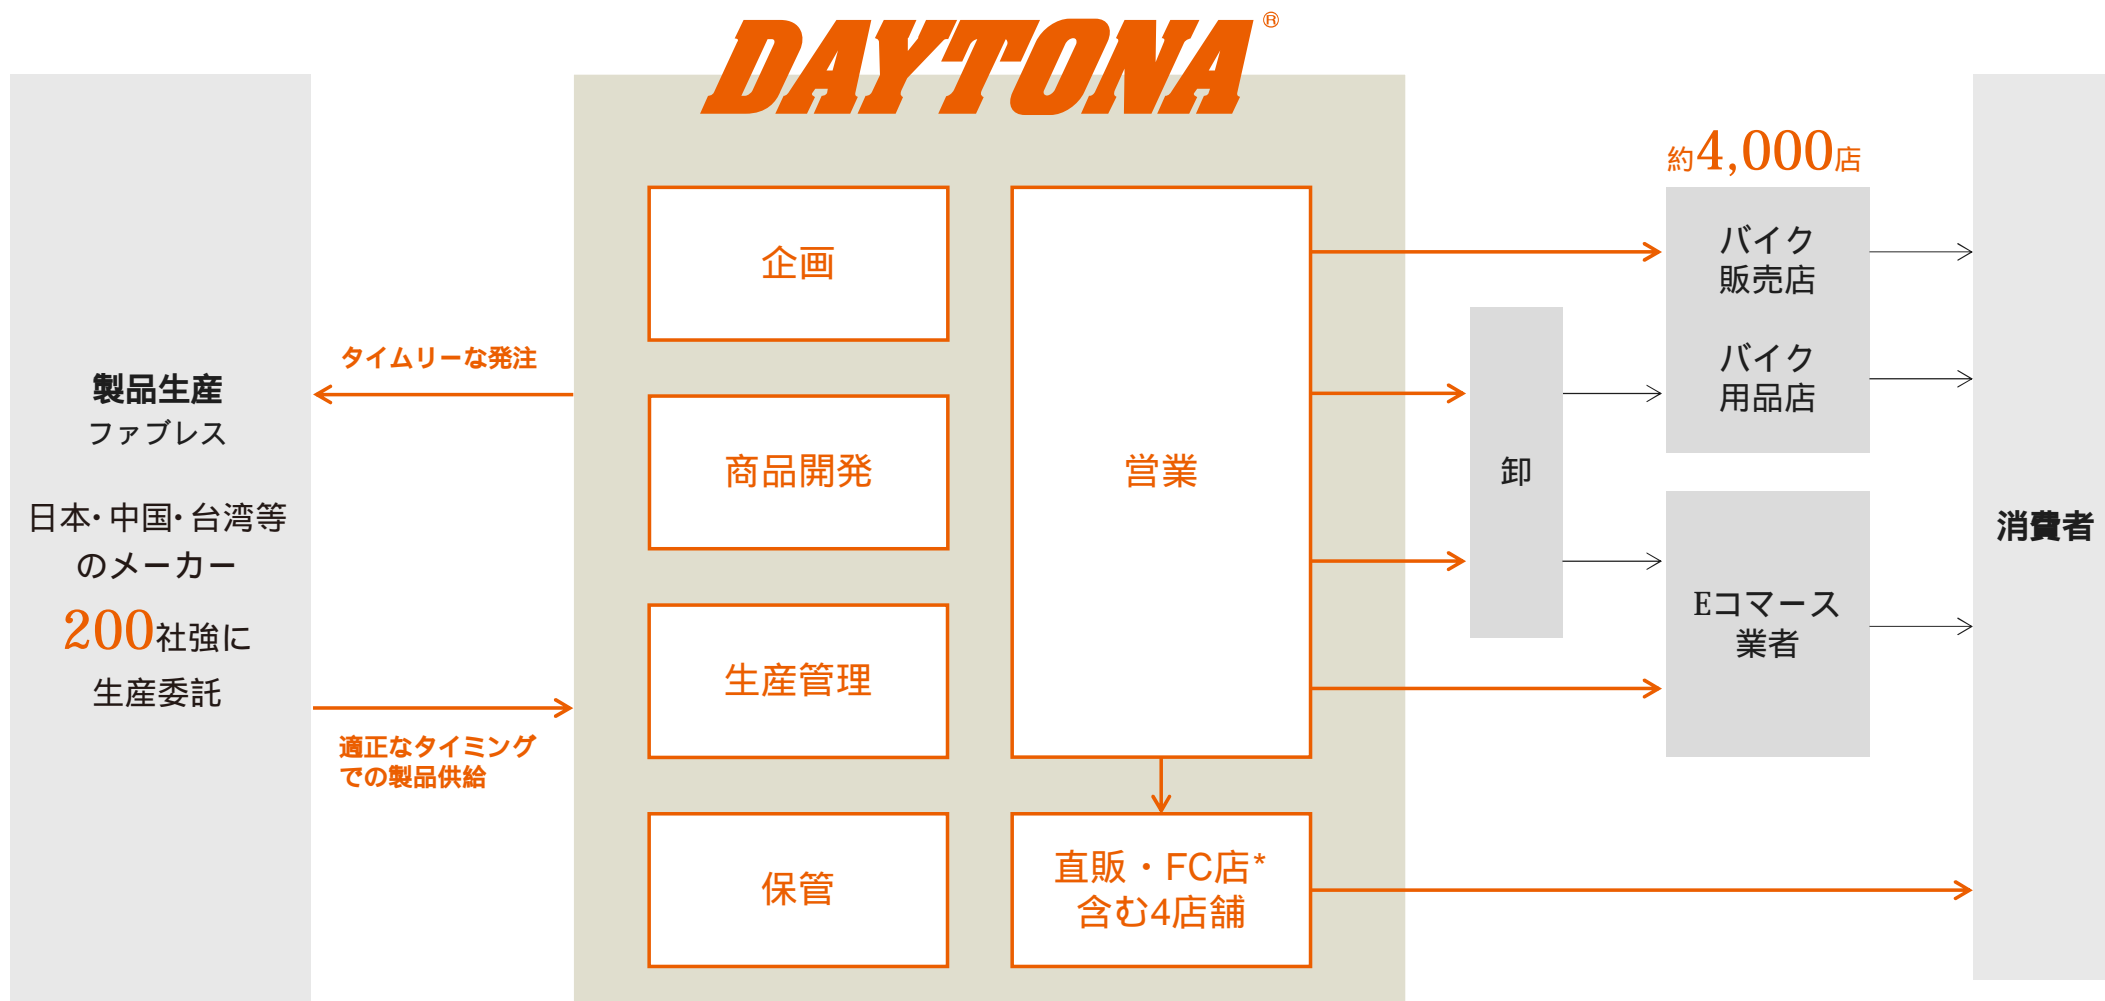 DAYTONA®
製品生産
ファブレス
日本・中国・台湾等
のメーカー
200社強に
生産委託
タイムリーな発注
適正なタイミング
での製品供給
企画
商品開発
生産管理
保管
営業
直販・FC店*
含む4店舗
卸
約4,000店
バイク
販売店
バイク
用品店
Eコマース
業者
消費者